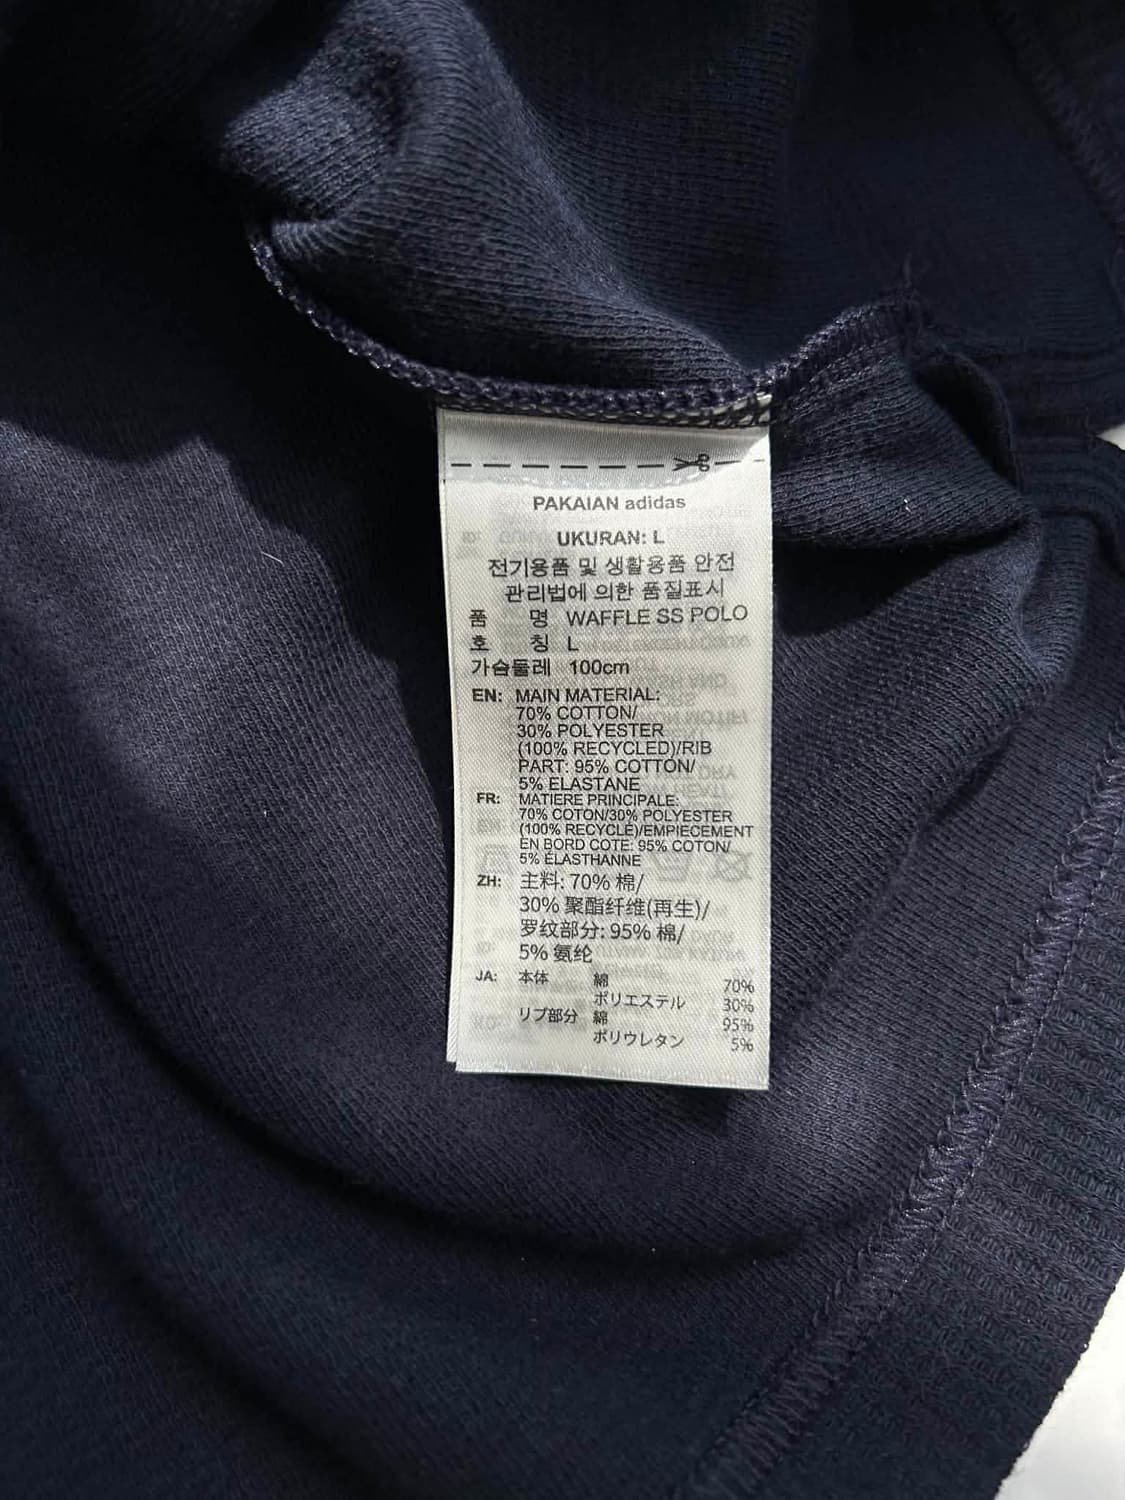 PAKAIAN adidas
UKURAN: L
전기용품 및 생활용품 안전
관리법에 의한 품질표시
품 명 WAFFLE SS POLO
호 칭 L
가슴둘레 100cm
EN: MAIN MATERIAL:
70% COTTON/
30% POLYESTER
(100% RECYCLED)/RIB
PART: 95% COTTON/
5% ELASTANE
FR: MATIERE PRINCIPALE:
70% COTON/30% POLYESTER
(100% RECYCLÉ)/EMPIECEMENT
EN BORD COTE: 95% COTON/
5% ÉLASTHANNE
ZH: 主料: 70% 棉/
30% 聚酯纤维(再生)/
罗纹部分: 95% 棉/
5% 氨纶
JA: 本体 綿 70%
ポリエステル 30%
リブ部分 綿 95%
ポリウレタン 5%